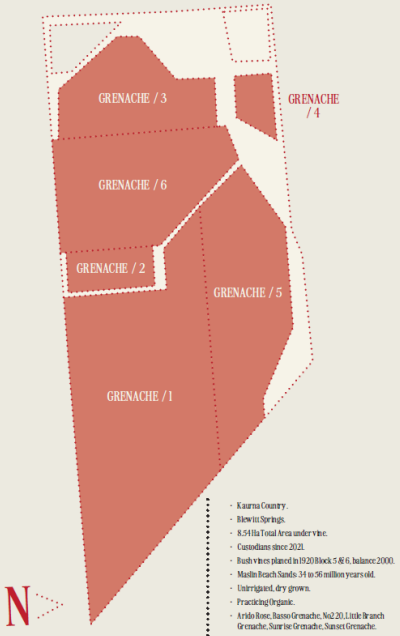 GRENACHE / 3
GRENACHE
/ 4
GRENACHE / 6
GRENACHE / 2
GRENACHE / 5
GRENACHE / 1
N
· Kaurna Country.
· Blewitt Springs.
· 8.54 Ha Total Area under vine.
· Custodians since 2021.
· Bush vines planed in 1920 Block 5 & 6, balance 2000.
· Maslin Beach Sands: 34 to 56 million years old.
· Unirrigated, dry grown.
· Practicing Organic.
· Arido Rose, Basso Grenache, No2 20, Little Branch
Grenache, Sunrise Grenache, Sunset Grenache.